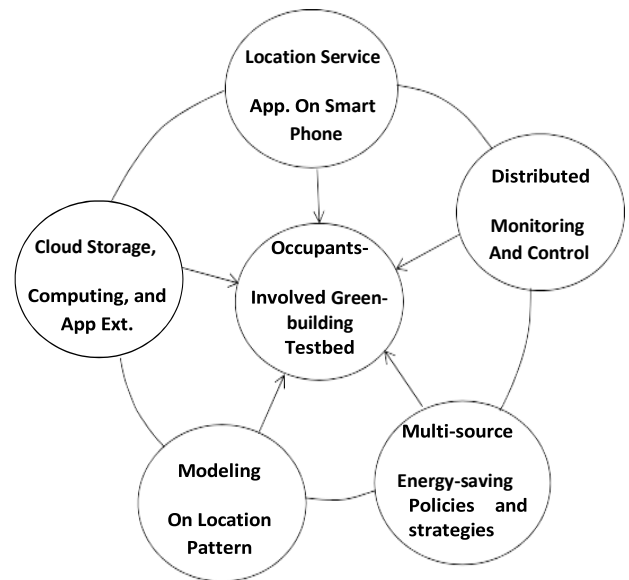 Location Service
App. On Smart
Phone
Distributed
Monitoring
And Control
Cloud Storage,
Computing, and
App Ext.
Occupants-
Involved Green-
building
Testbed
Multi-source
Energy-saving
Policies and
strategies
Modeling
On Location
Pattern